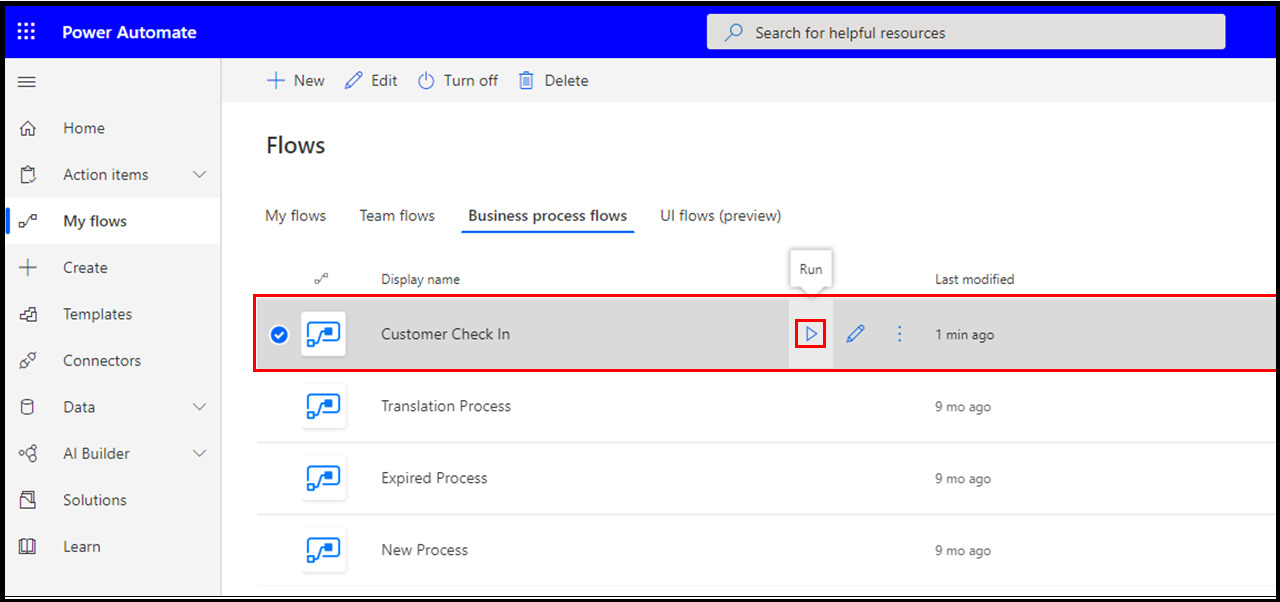 Power Automate
Search for helpful resources
New Edit Turn off Delete
Home
Action items
My flows
Create
Templates
Connectors
Data
AI Builder
Solutions
Learn
Flows
My flows Team flows Business process flows UI flows (preview)
Run
Display name Last modified
Customer Check In 1 min ago
Translation Process 9 mo ago
Expired Process 9 mo ago
New Process 9 mo ago